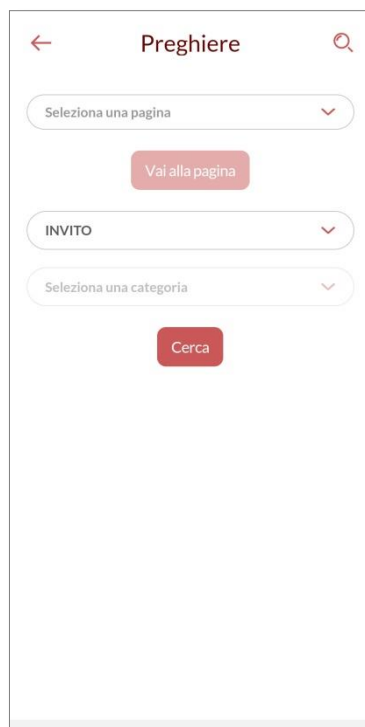 Preghiere
Seleziona una pagina
Vai alla pagina
INVITO
Seleziona una categoria
Cerca